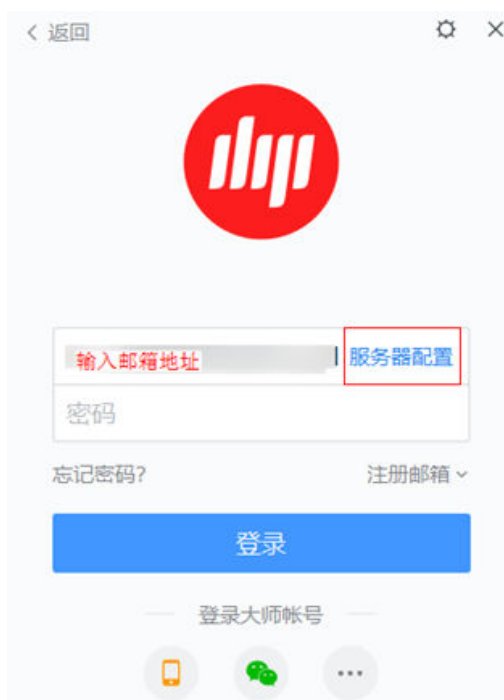 返回
输入邮箱地址 服务器配置
密码
忘记密码? 注册邮箱
登录
登录大师帐号